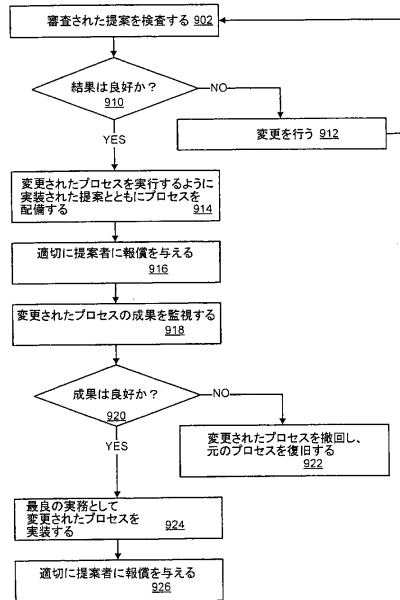 審査された提案を検査する 902
結果は良好か?
910
NO
変更を行う 912
YES
変更されたプロセスを実行するように
実装された提案とともにプロセスを
配備する
914
適切に提案者に報償を与える
916
変更されたプロセスの成果を監視する
918
成果は良好か?
920
NO
変更されたプロセスを撤回し、
元のプロセスを復旧する
922
YES
最良の実務として
変更されたプロセスを
実装する
924
適切に提案者に報償を与える
926